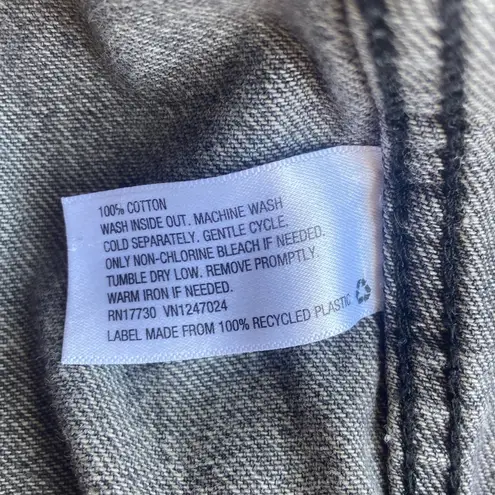 100% COTTON
WASH INSIDE OUT. MACHINE WASH
COLD SEPARATELY. GENTLE CYCLE.
ONLY NON-CHLORINE BLEACH IF NEEDED.
TUMBLE DRY LOW. REMOVE PROMPTLY.
WARM IRON IF NEEDED.
RN17730 VN1247024
LABEL MADE FROM 100% RECYCLED PLASTIC